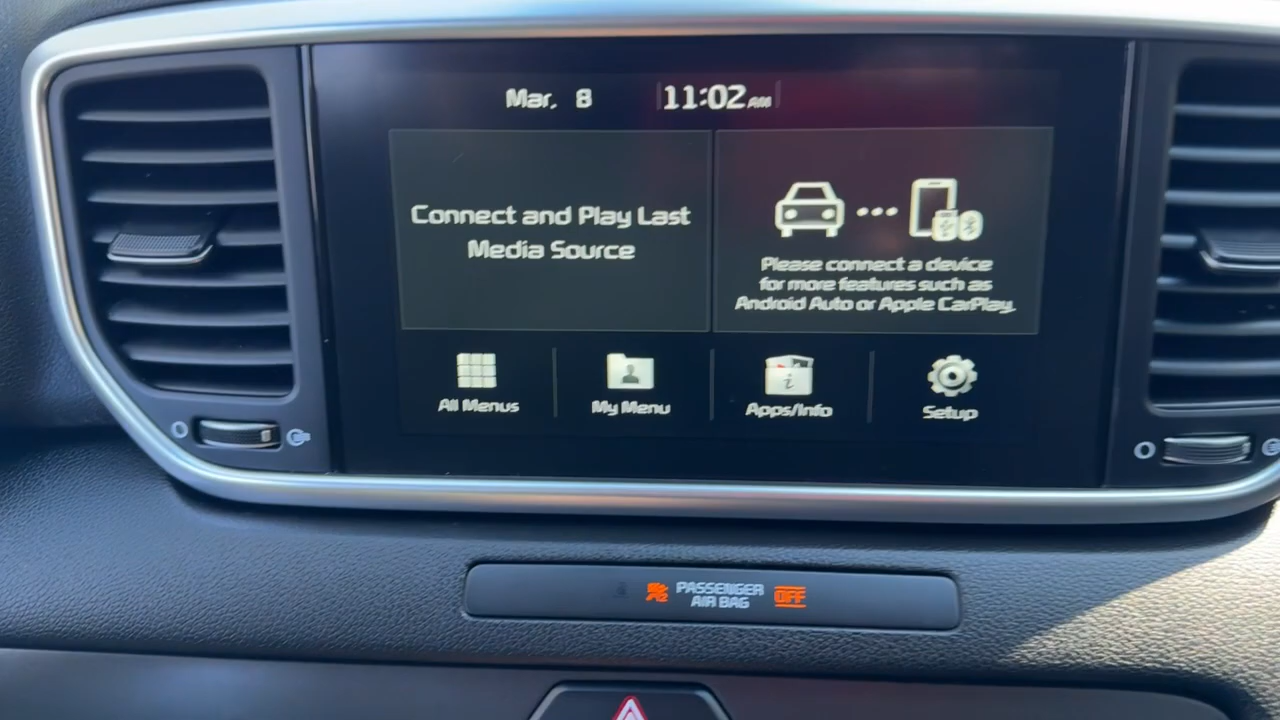 Mar. 8 11:02 AM
Connect and Play Last
Media Source
Please connect a device
for more features such as
Android Auto or Apple CarPlay.
All Menus
My Menu
Apps/Info
Setup
PASSENGER
AIR BAG
OFF